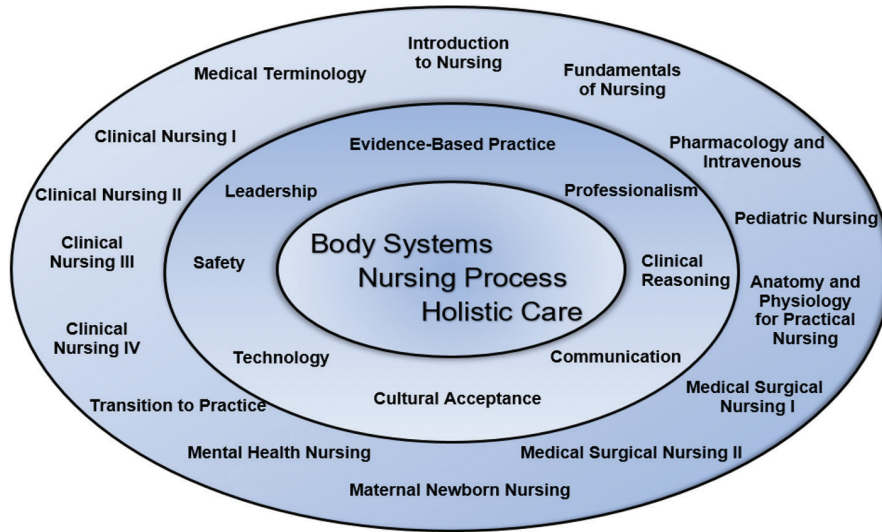 Introduction
to Nursing
Medical Terminology
Fundamentals
of Nursing
Clinical Nursing I
Evidence-Based Practice
Pharmacology and
Intravenous
Clinical Nursing II
Leadership
Professionalism
Pediatric Nursing
Clinical
Nursing III
Safety
Body Systems
Nursing Process
Holistic Care
Clinical
Reasoning
Anatomy and
Physiology
for Practical
Nursing
Clinical
Nursing IV
Technology
Communication
Cultural Acceptance
Medical Surgical
Nursing I
Transition to Practice
Mental Health Nursing
Medical Surgical Nursing II
Maternal Newborn Nursing